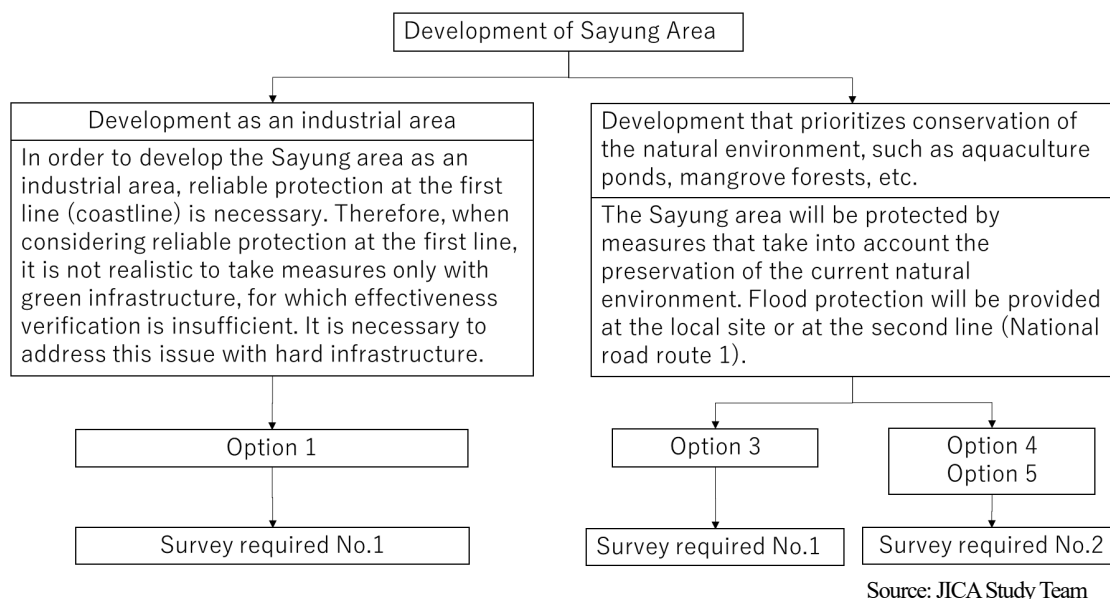 Development of Sayung Area
Development as an industrial area
In order to develop the Sayung area as an
industrial area, reliable protection at the first
line (coastline) is necessary. Therefore, when
considering reliable protection at the first line,
it is not realistic to take measures only with
green infrastructure, for which effectiveness
verification is insufficient. It is necessary to
address this issue with hard infrastructure.
Option 1
Survey required No.1
Development that prioritizes conservation of
the natural environment, such as aquaculture
ponds, mangrove forests, etc.
The Sayung area will be protected by
measures that take into account the
preservation of the current natural
environment. Flood protection will be provided
at the local site or at the second line (National
road route 1).
Option 3
Survey required No.1
Option 4
Option 5
Survey required No.2
Source: JICA Study Team